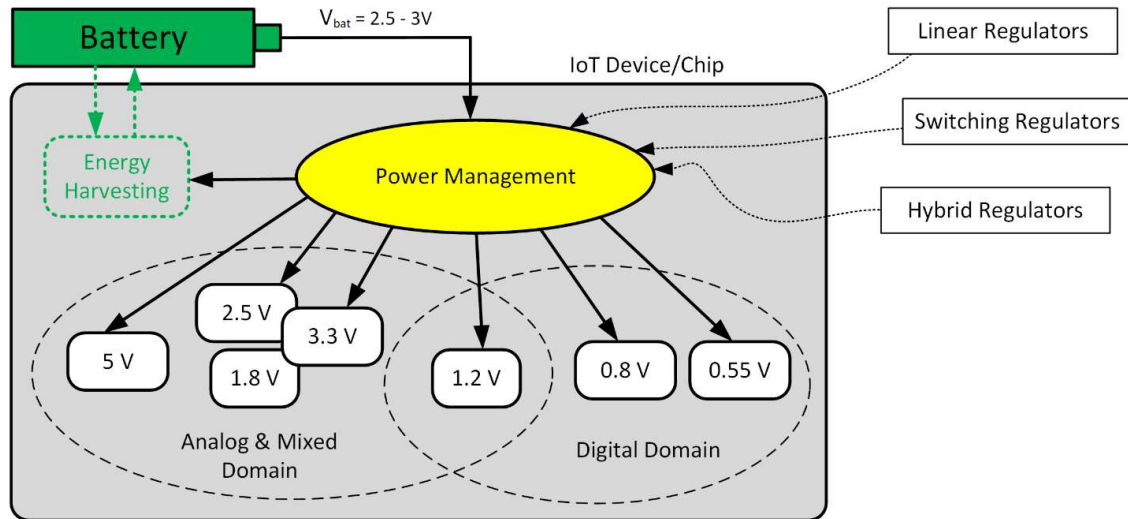 Battery
V_bat = 2.5 - 3V
Linear Regulators
IoT Device/Chip
Switching Regulators
Energy
Harvesting
Power Management
Hybrid Regulators
2.5 V
3.3 V
5 V
1.8 V
1.2 V
0.8 V
0.55 V
Analog & Mixed
Domain
Digital Domain